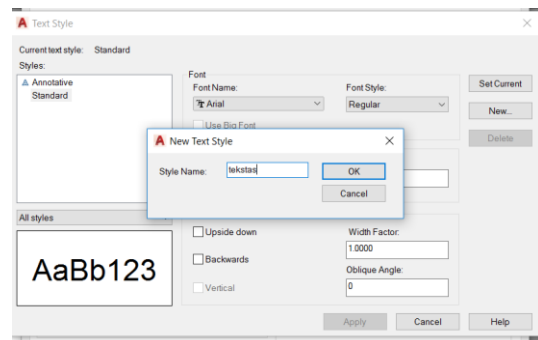 Text Style
Current text style: Standard
Styles:
Annotative
Standard
All styles
AaBb123
Font
Font Name:
Arial
Font Style:
Regular
Use Big Font
Set Current
New...
Delete
New Text Style
Style Name:
tekstas
OK
Cancel
Upside down
Backwards
Vertical
Width Factor:
1.0000
Oblique Angle:
0
Apply
Cancel
Help